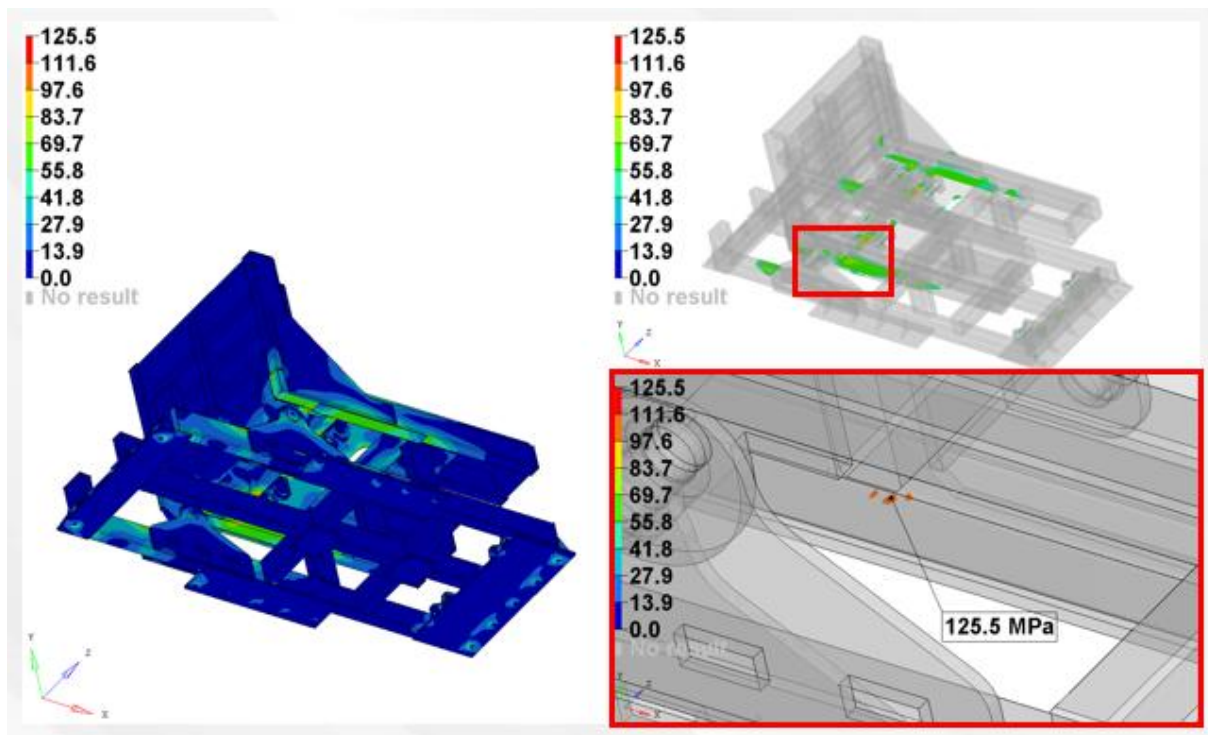 125.5
111.6
97.6
83.7
69.7
55.8
41.8
27.9
13.9
0.0
No result
Y
Z
X
125.5
111.6
97.6
83.7
69.7
55.8
41.8
27.9
13.9
0.0
No result
Y
Z
X
125.5
111.6
97.6
83.7
69.7
55.8
41.8
27.9
13.9
0.0
No result
125.5 MPa
Y
Z
X